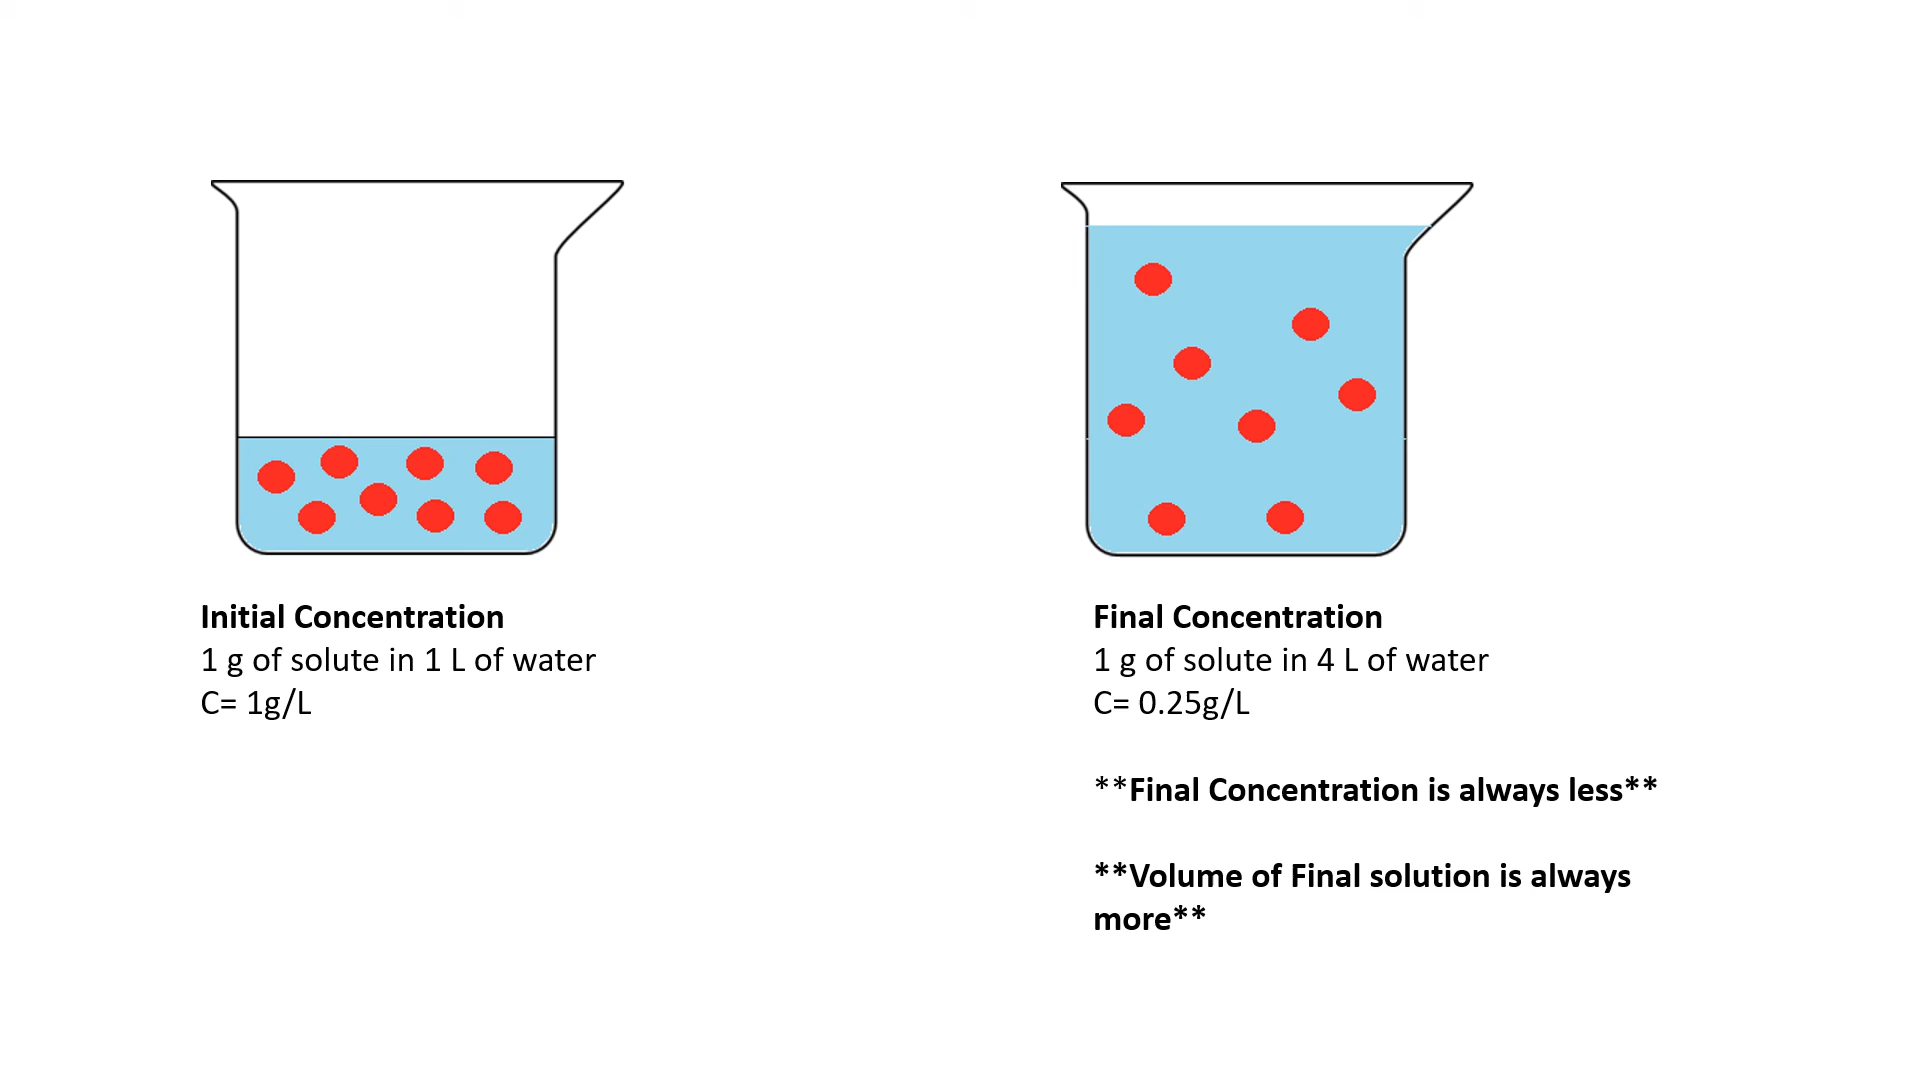 Initial Concentration
1 g of solute in 1 L of water
C= 1g/L
Final Concentration
1 g of solute in 4 L of water
C= 0.25g/L
**Final Concentration is always less**
**Volume of Final solution is always
more**